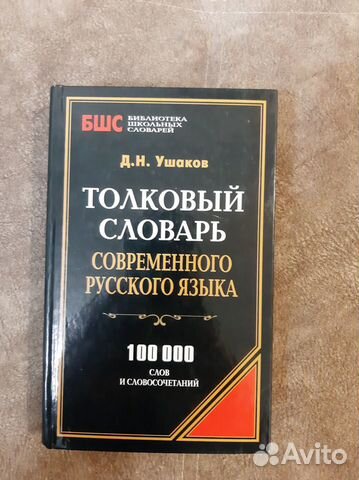 БШС
БИБЛИОТЕКА
ШКОЛЬНЫХ
СЛОВАРЕЙ
Д.Н. Ушаков
ТОЛКОВЫЙ
СЛОВАРЬ
СОВРЕМЕННОГО
РУССКОГО ЯЗЫКА
100 000
СЛОВ
И СЛОВОСОЧЕТАНИЙ
Avito